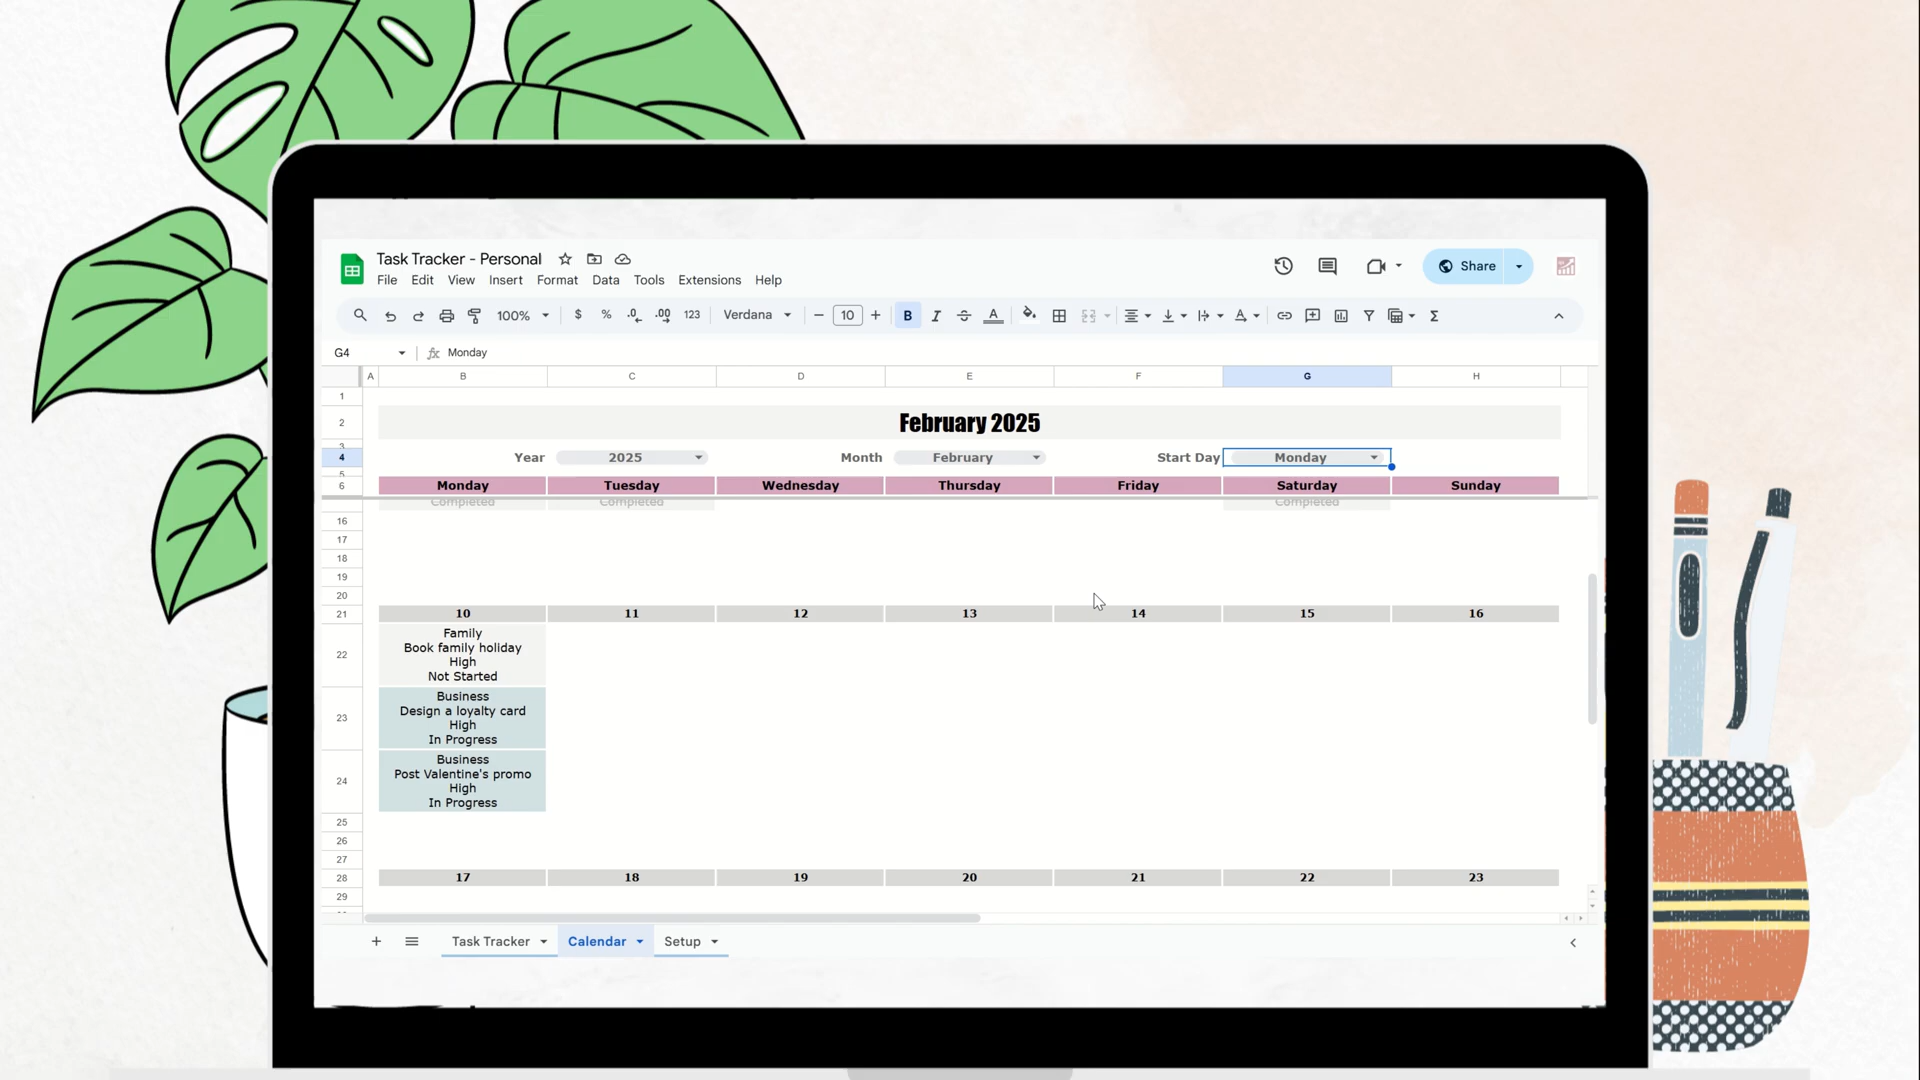 Task Tracker - Personal
File Edit View Insert Format Data Tools Extensions Help
Share
100% $ % .0 .00 123 Verdana 10 B I A Σ
G4 fx Monday
A B C D E F G H
1
2 February 2025
3
4 Year 2025 Month February Start Day Monday
5
6 Monday Tuesday Wednesday Thursday Friday Saturday Sunday
Completed Completed Completed
16
17
18
19
20
21 10 11 12 13 14 15 16
22 Family
Book family holiday
High
Not Started
23 Business
Design a loyalty card
High
In Progress
24 Business
Post Valentine's promo
High
In Progress
25
26
27
28 17 18 19 20 21 22 23
29
Task Tracker Calendar Setup